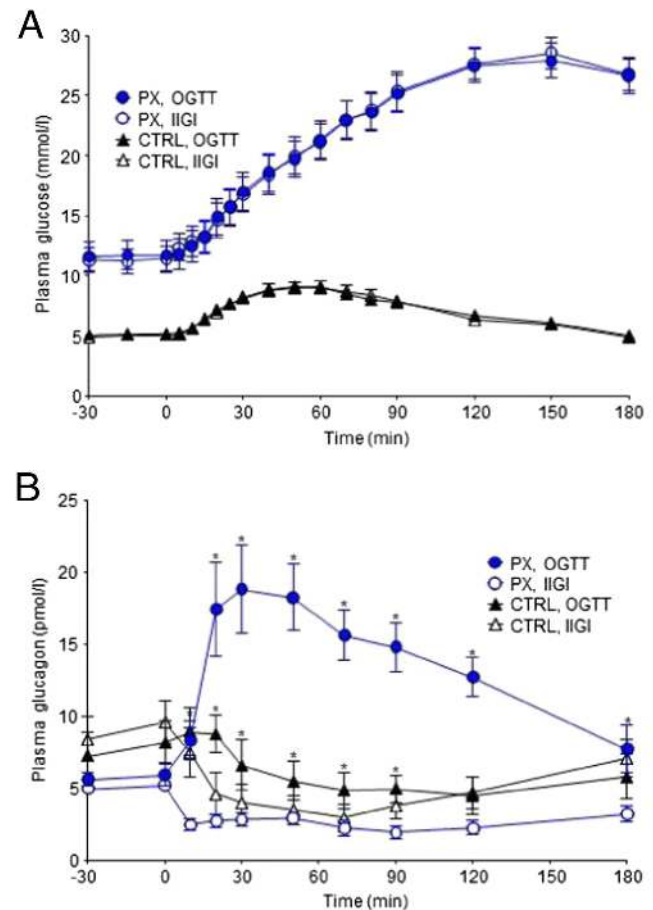 A
Plasma glucose (mmol/l)
30
25
20
15
10
5
0
PX, OGTT
PX, IIGI
CTRL, OGTT
CTRL, IIGI
-30 0 30 60 90 120 150 180
Time (min)
B
Plasma glucagon (pmol/l)
25
20
15
10
5
0
PX, OGTT
PX, IIGI
CTRL, OGTT
CTRL, IIGI
* * * * * * * *
* * * * *
-30 0 30 60 90 120 150 180
Time (min)